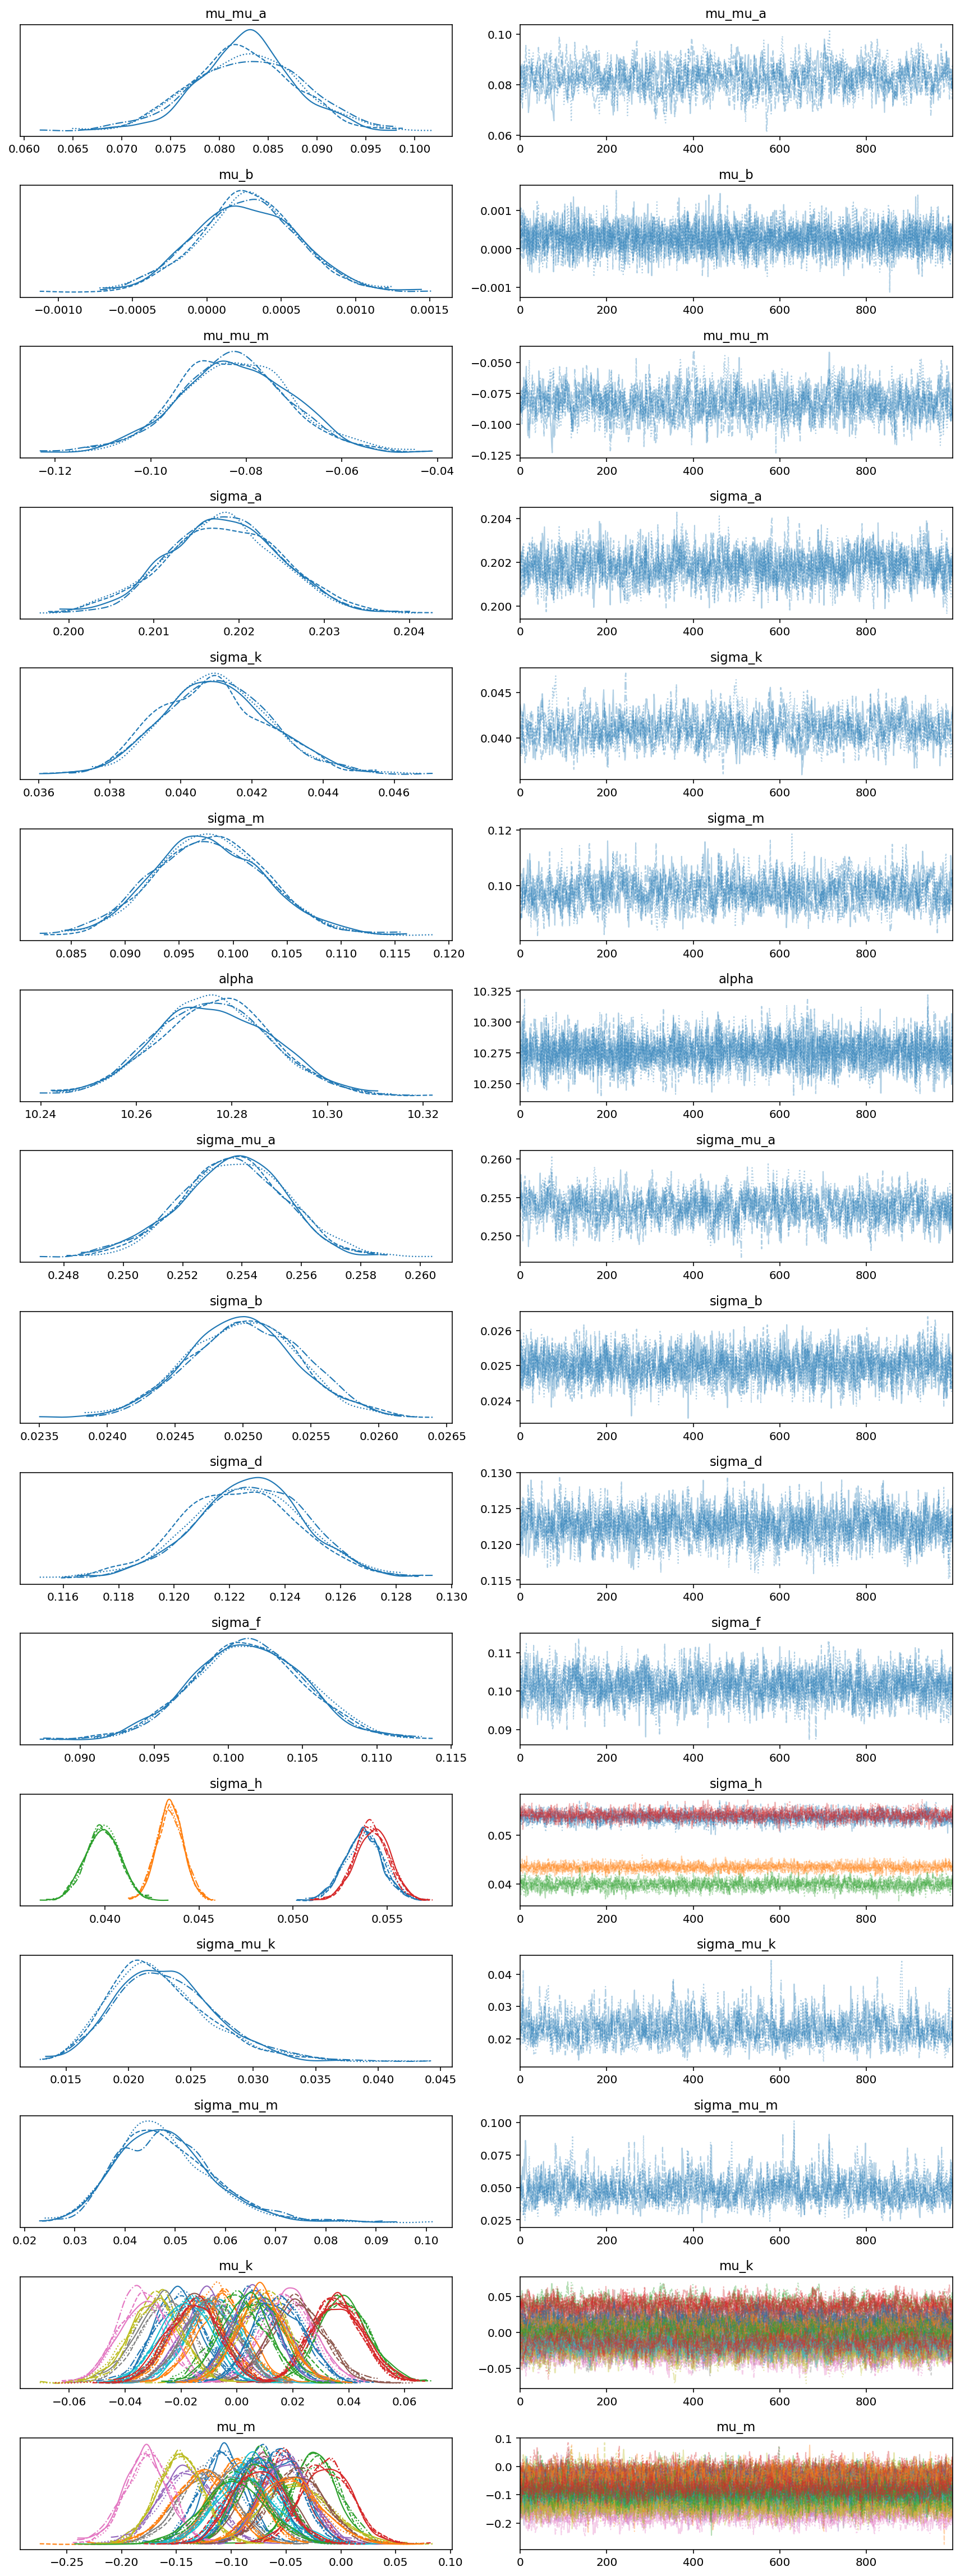 mu_mu_a mu_mu_a
0.10
0.08
0.06
0.060 0.065 0.070 0.075 0.080 0.085 0.090 0.095 0.100 0 200 400 600 800
mu_b mu_b
0.001
0.000
−0.001
−0.0010 −0.0005 0.0000 0.0005 0.0010 0.0015 0 200 400 600 800
mu_mu_m mu_mu_m
−0.050
−0.075
−0.100
−0.125
−0.12 −0.10 −0.08 −0.06 −0.04 0 200 400 600 800
sigma_a sigma_a
0.204
0.202
0.200
0.200 0.201 0.202 0.203 0.204 0 200 400 600 800
sigma_k sigma_k
0.045
0.040
0.036 0.038 0.040 0.042 0.044 0.046 0 200 400 600 800
sigma_m sigma_m
0.12
0.10
0.085 0.090 0.095 0.100 0.105 0.110 0.115 0.120 0 200 400 600 800
alpha alpha
10.325
10.300
10.275
10.250
10.24 10.26 10.28 10.30 10.32 0 200 400 600 800
sigma_mu_a sigma_mu_a
0.260
0.255
0.250
0.248 0.250 0.252 0.254 0.256 0.258 0.260 0 200 400 600 800
sigma_b sigma_b
0.026
0.025
0.024
0.0235 0.0240 0.0245 0.0250 0.0255 0.0260 0.0265 0 200 400 600 800
sigma_d sigma_d
0.130
0.125
0.120
0.115
0.116 0.118 0.120 0.122 0.124 0.126 0.128 0.130 0 200 400 600 800
sigma_f sigma_f
0.11
0.10
0.09
0.090 0.095 0.100 0.105 0.110 0.115 0 200 400 600 800
sigma_h sigma_h
0.05
0.04
0.040 0.045 0.050 0.055 0 200 400 600 800
sigma_mu_k sigma_mu_k
0.04
0.03
0.02
0.015 0.020 0.025 0.030 0.035 0.040 0.045 0 200 400 600 800
sigma_mu_m sigma_mu_m
0.100
0.075
0.050
0.025
0.02 0.03 0.04 0.05 0.06 0.07 0.08 0.09 0.10 0 200 400 600 800
mu_k mu_k
0.05
0.00
−0.05
−0.06 −0.04 −0.02 0.00 0.02 0.04 0.06 0 200 400 600 800
mu_m mu_m
0.1
0.0
−0.1
−0.2
−0.25 −0.20 −0.15 −0.10 −0.05 0.00 0.05 0.10 0 200 400 600 800